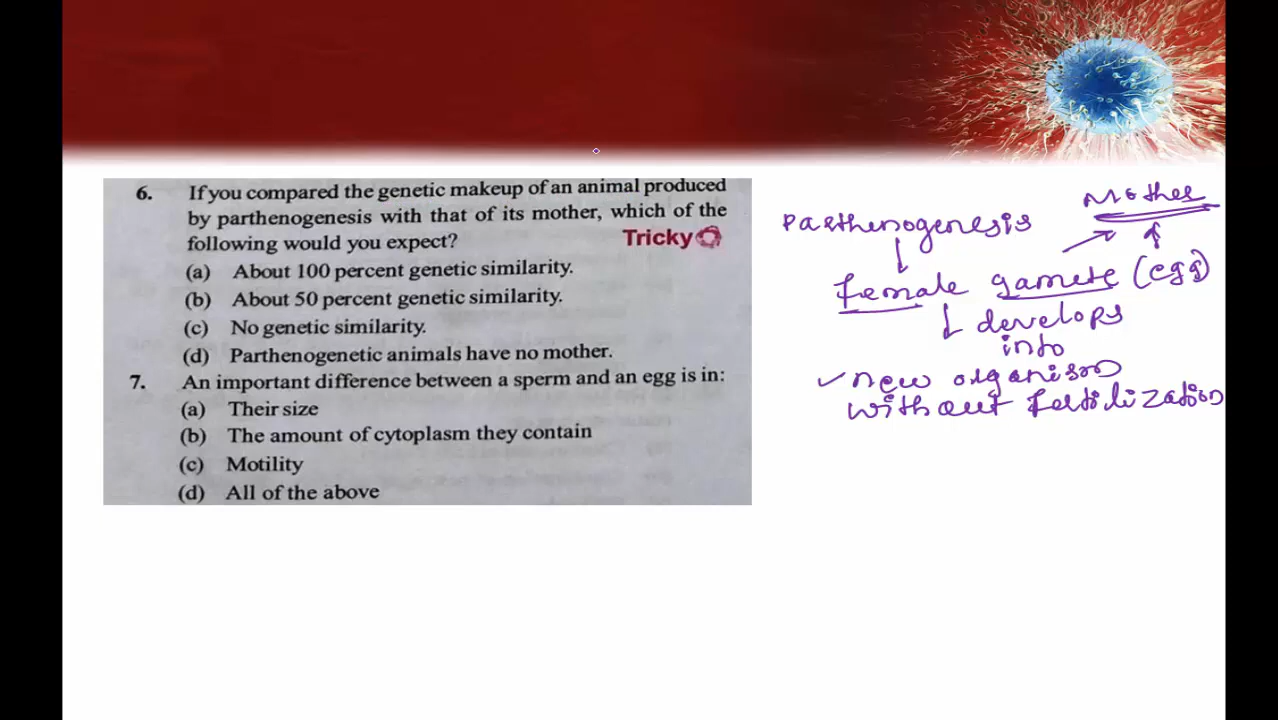 6. If you compared the genetic makeup of an animal produced
by parthenogenesis with that of its mother, which of the
following would you expect? Tricky
(a) About 100 percent genetic similarity.
(b) About 50 percent genetic similarity.
(c) No genetic similarity.
(d) Parthenogenetic animals have no mother.
7. An important difference between a sperm and an egg is in:
(a) Their size
(b) The amount of cytoplasm they contain
(c) Motility
(d) All of the above
Mother
Parthenogenesis
female gamete (egg)
develops
into
new organism
without fertilization